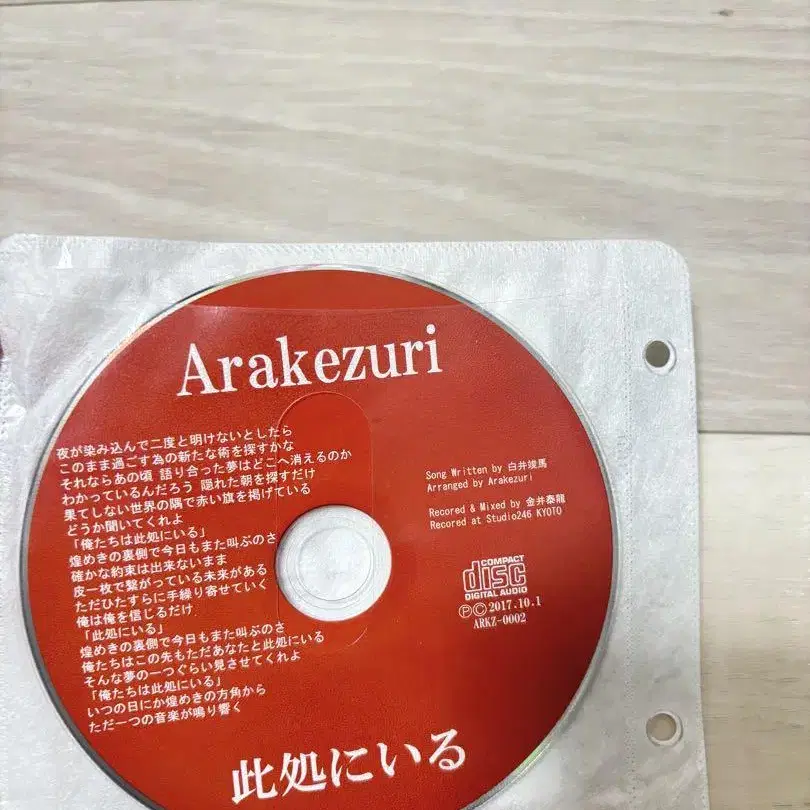 Arakezuri
夜が染み込んで二度と明けないとしたら
このまま過ごす為の新たな術を探すかな
それならあの頃 語り合った夢はどこへ消えるのか
わかっているんだろう 隠れた朝を探すだけ
果てしない世界の隅で赤い旗を掲げている
どうか聞いてくれよ
「俺たちは此処にいる」
煌めきの裏側で今日もまた叫ぶのさ
確かな約束は出来ないまま
皮一枚で繋がっている未来がある
ただひたすらに手繰り寄せていく
俺は俺を信じるだけ
「此処にいる」
煌めきの裏側で今日もまた叫ぶのさ
俺たちはこの先もただあなたと此処にいる
そんな夢の一つぐらい見させてくれよ
「俺たちは此処にいる」
いつの日にか煌めきの方角から
ただ一つの音楽が鳴り響く
Song Written by 白井竣馬
Arranged by Arakezuri
Recored & Mixed by 金井泰龍
Recored at Studio246 KYOTO
COMPACT
disc
DIGITAL AUDIO
ⓅⒸ2017.10.1
ARKZ-0002
此処にいる